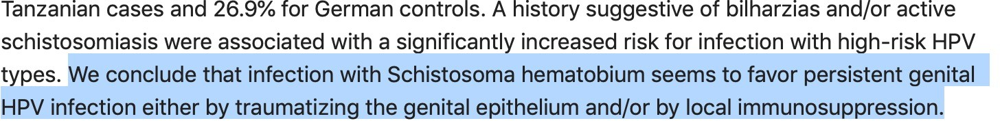 Tanzanian cases and 26.9% for German controls. A history suggestive of bilharzias and/or active
schistosomiasis were associated with a significantly increased risk for infection with high-risk HPV
types. We conclude that infection with Schistosoma hematobium seems to favor persistent genital
HPV infection either by traumatizing the genital epithelium and/or by local immunosuppression.